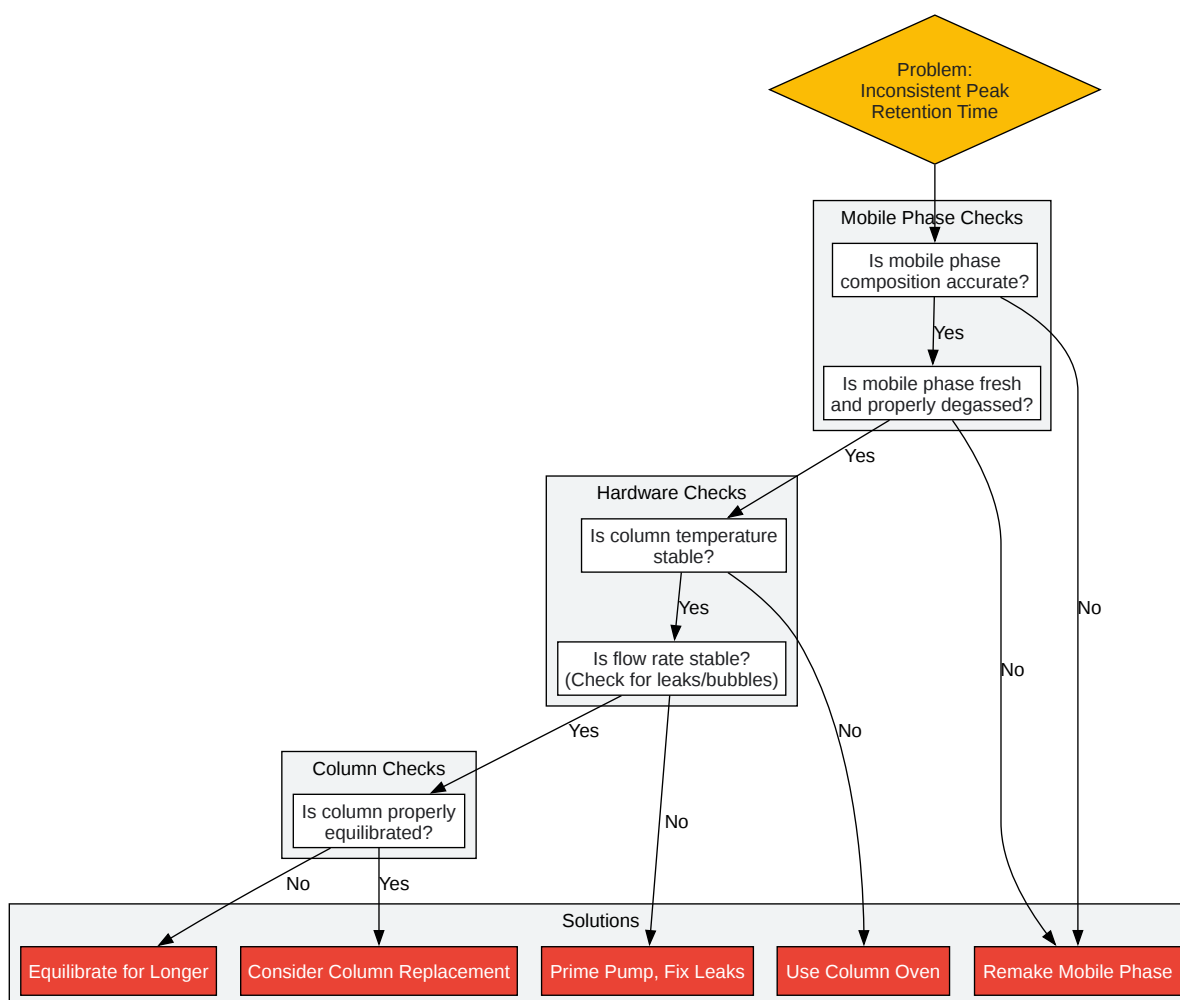 Problem:
Inconsistent Peak
Retention Time
Mobile Phase Checks
Is mobile phase
composition accurate?
Yes
Is mobile phase fresh
and properly degassed?
Yes
Hardware Checks
Is column temperature
stable?
Yes
No
Is flow rate stable?
(Check for leaks/bubbles)
No
Yes
No
Column Checks
Is column properly
equilibrated?
No
No
Yes
Solutions
Equilibrate for Longer
Consider Column Replacement
Prime Pump, Fix Leaks
Use Column Oven
Remake Mobile Phase